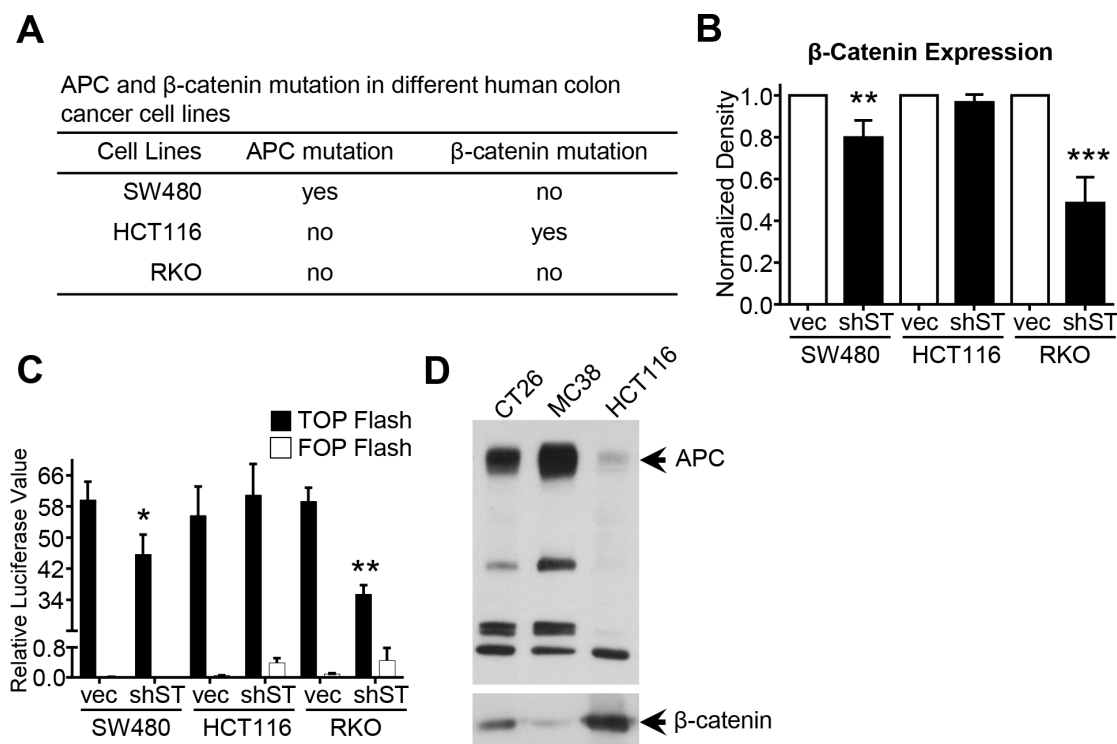 A
APC and β-catenin mutation in different human colon
cancer cell lines
Cell Lines APC mutation β-catenin mutation
SW480 yes no
HCT116 no yes
RKO no no
B
β-Catenin Expression
Normalized Density
1.0
0.8
0.6
0.4
0.2
0.0
** ***
vec shST vec shST vec shST
SW480 HCT116 RKO
C
TOP Flash
FOP Flash
Relative Luciferase Value
66
58
50
42
34
0.8
0.0
* **
vec shST vec shST vec shST
SW480 HCT116 RKO
D
CT26 MC38 HCT116
APC
β-catenin